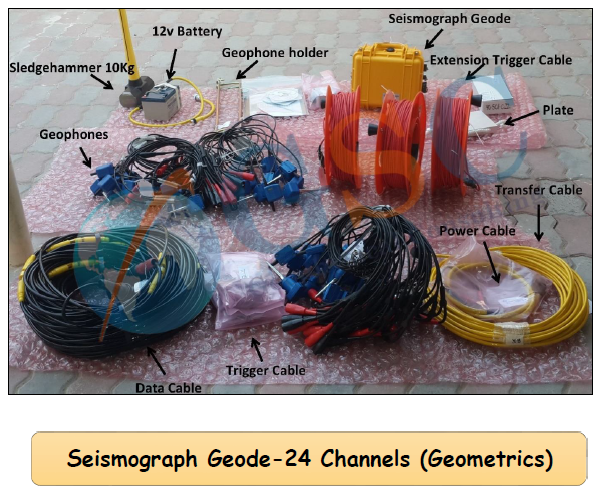 Seismograph Geode
12v Battery
Geophone holder
Extension Trigger Cable
Sledgehammer 10Kg
Plate
Geophones
Transfer Cable
Power Cable
Trigger Cable
Data Cable
Seismograph Geode-24 Channels (Geometrics)